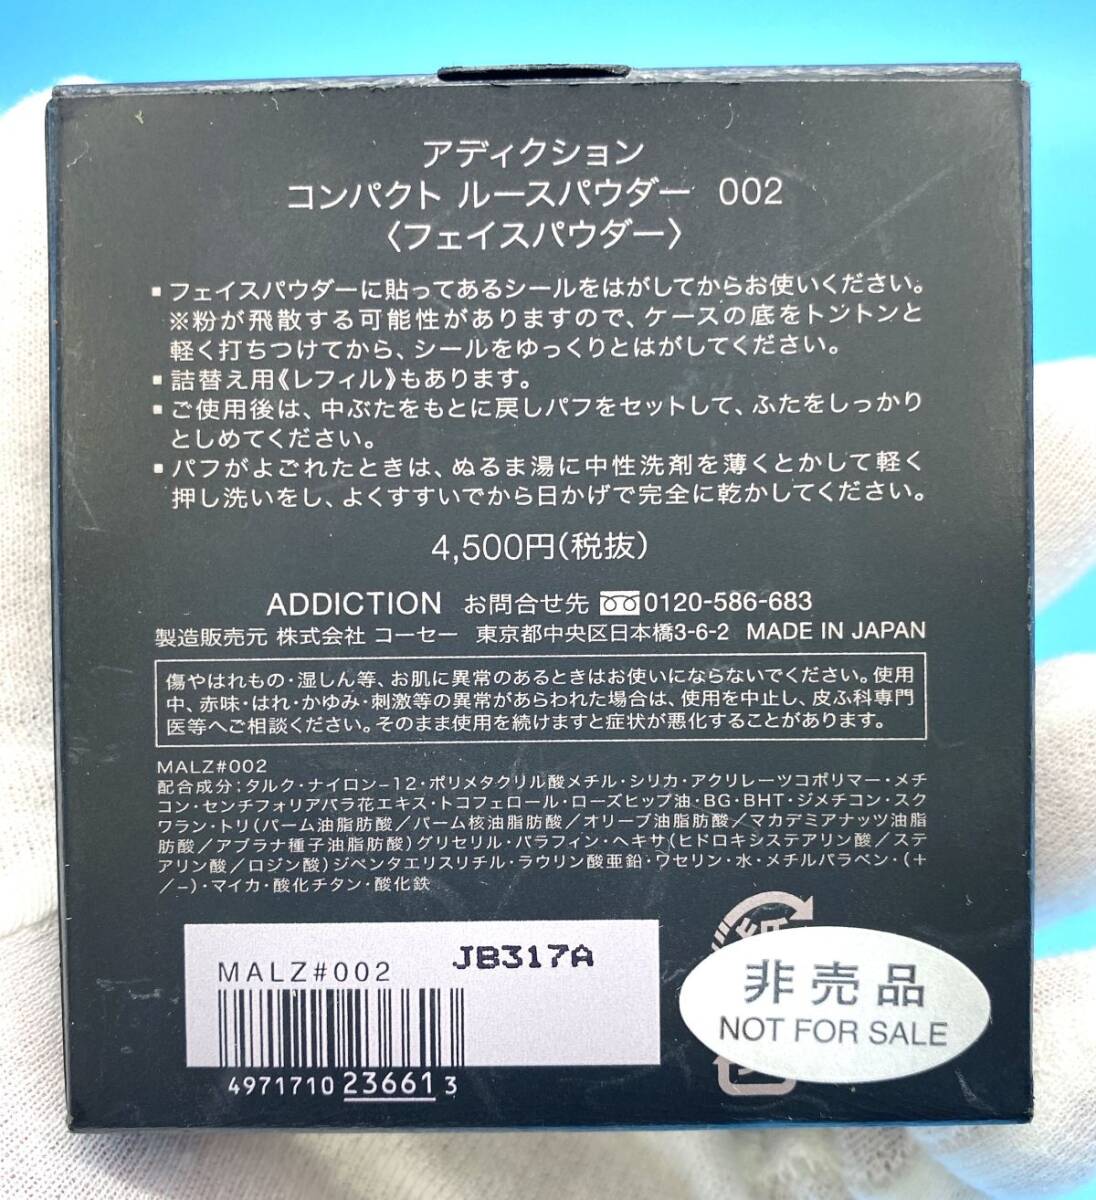 アディクション
コンパクト ルースパウダー 002
〈フェイスパウダー〉
▪フェイスパウダーに貼ってあるシールをはがしてからお使いください。
※粉が飛散する可能性がありますので、ケースの底をトントンと
軽く打ちつけてから、シールをゆっくりとはがしてください。
▪詰替え用《レフィル》もあります。
▪ご使用後は、中ぶたをもとに戻しパフをセットして、ふたをしっかり
としめてください。
▪パフがよごれたときは、ぬるま湯に中性洗剤を薄くとかして軽く
押し洗いをし、よくすすいでから日かげで完全に乾かしてください。
4,500円(税抜)
ADDICTION お問合せ先 0120-586-683
製造販売元 株式会社 コーセー 東京都中央区日本橋3-6-2 MADE IN JAPAN
傷やはれもの・湿しん等、お肌に異常のあるときはお使いにならないでください。使用
中、赤味・はれ・かゆみ・刺激等の異常があらわれた場合は、使用を中止し、皮ふ科専門
医等へご相談ください。そのまま使用を続けますと症状が悪化することがあります。
MALZ#002
配合成分:タルク・ナイロン-12・ポリメタクリル酸メチル・シリカ・アクリレーツコポリマー・メチ
コン・センチフォリアバラ花エキス・トコフェロール・ローズヒップ油・BG・BHT・ジメチコン・スク
ワラン・トリ(パーム油脂肪酸/パーム核油脂肪酸/オリーブ油脂肪酸/マカデミアナッツ油脂
肪酸/アブラナ種子油脂肪酸)グリセリル・パラフィン・ヘキサ(ヒドロキシステアリン酸/ステ
アリン酸/ロジン酸)ジペンタエリスリチル・ラウリン酸亜鉛・ワセリン・水・メチルパラベン・(+
/-)・マイカ・酸化チタン・酸化鉄
JB317A
MALZ#002
4971710 23661 3
非売品
NOT FOR SALE